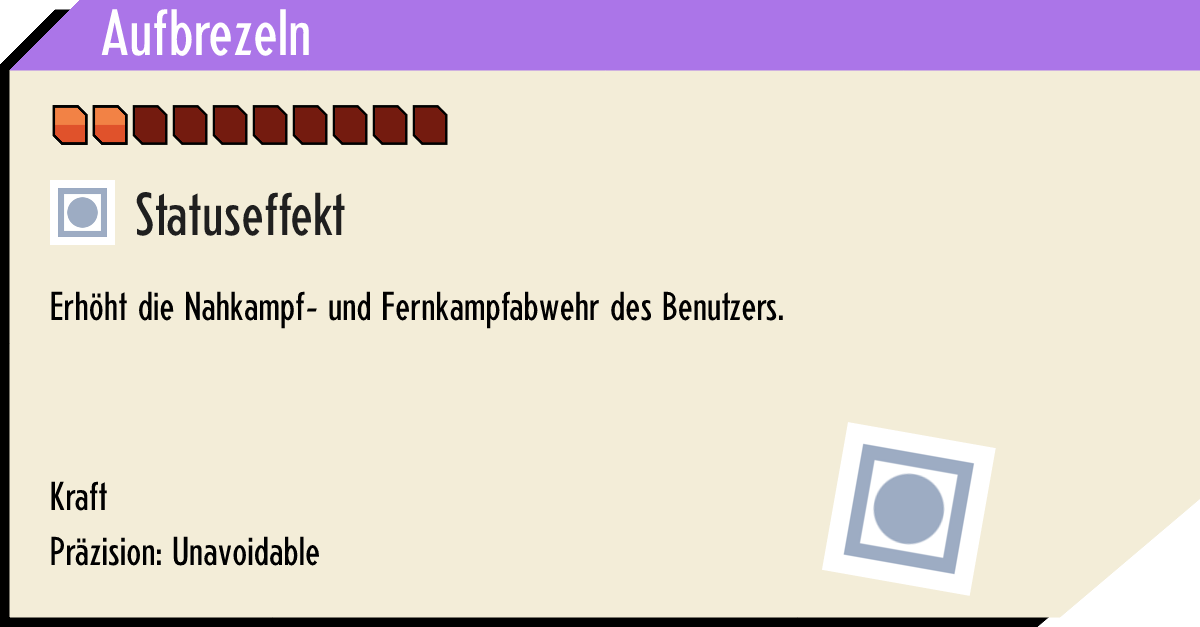 Aufbrezeln
Statuseffekt
Erhöht die Nahkampf- und Fernkampfabwehr des Benutzers.
Kraft
Präzision: Unavoidable